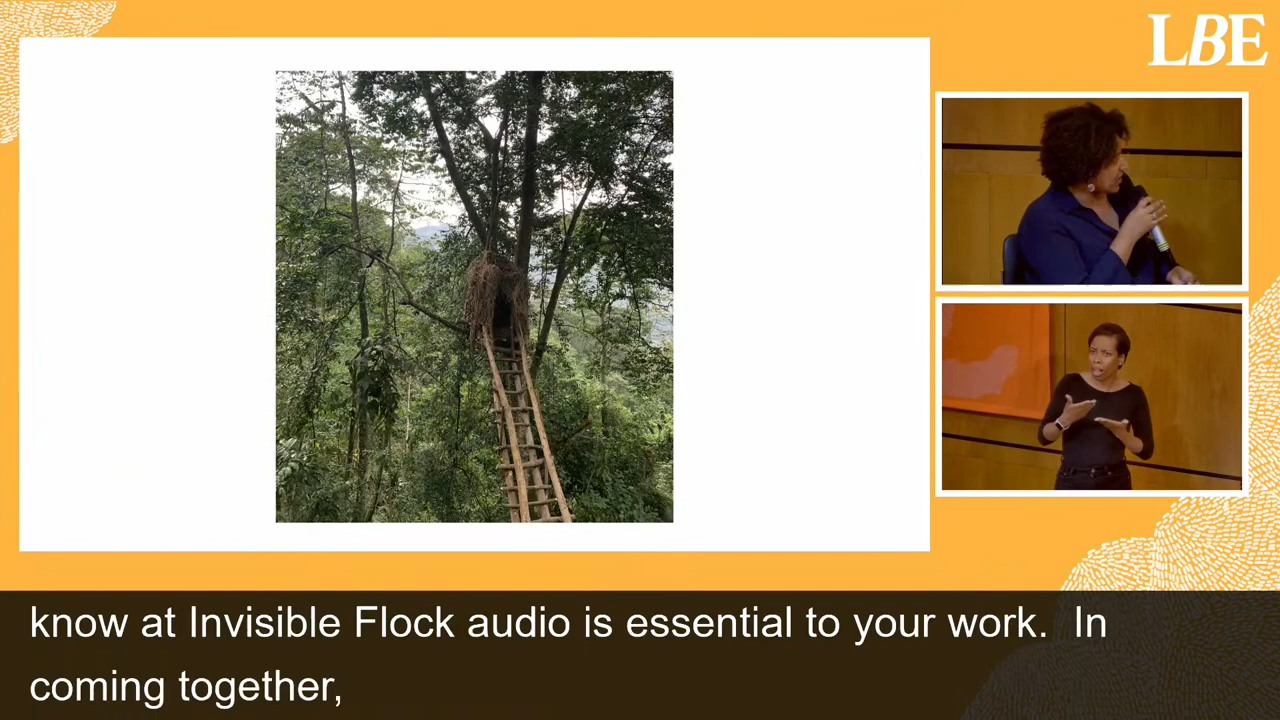 LBE
know at Invisible Flock audio is essential to your work.  In
coming together,